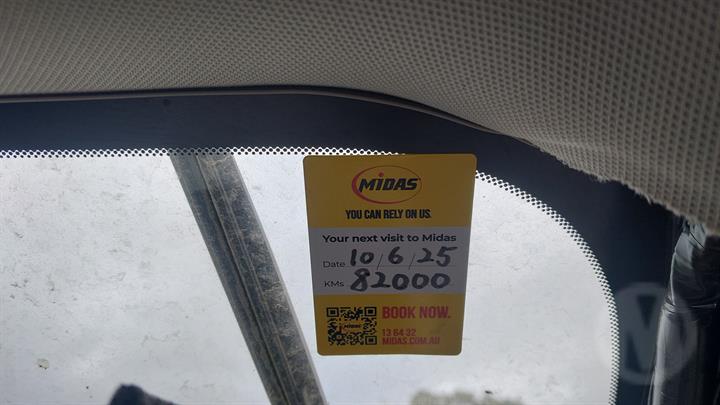 MIDAS
YOU CAN RELY ON US.
Your next visit to Midas
Date 10/6/25
KMs 82000
BOOK NOW.
13 64 32
MIDAS.COM.AU